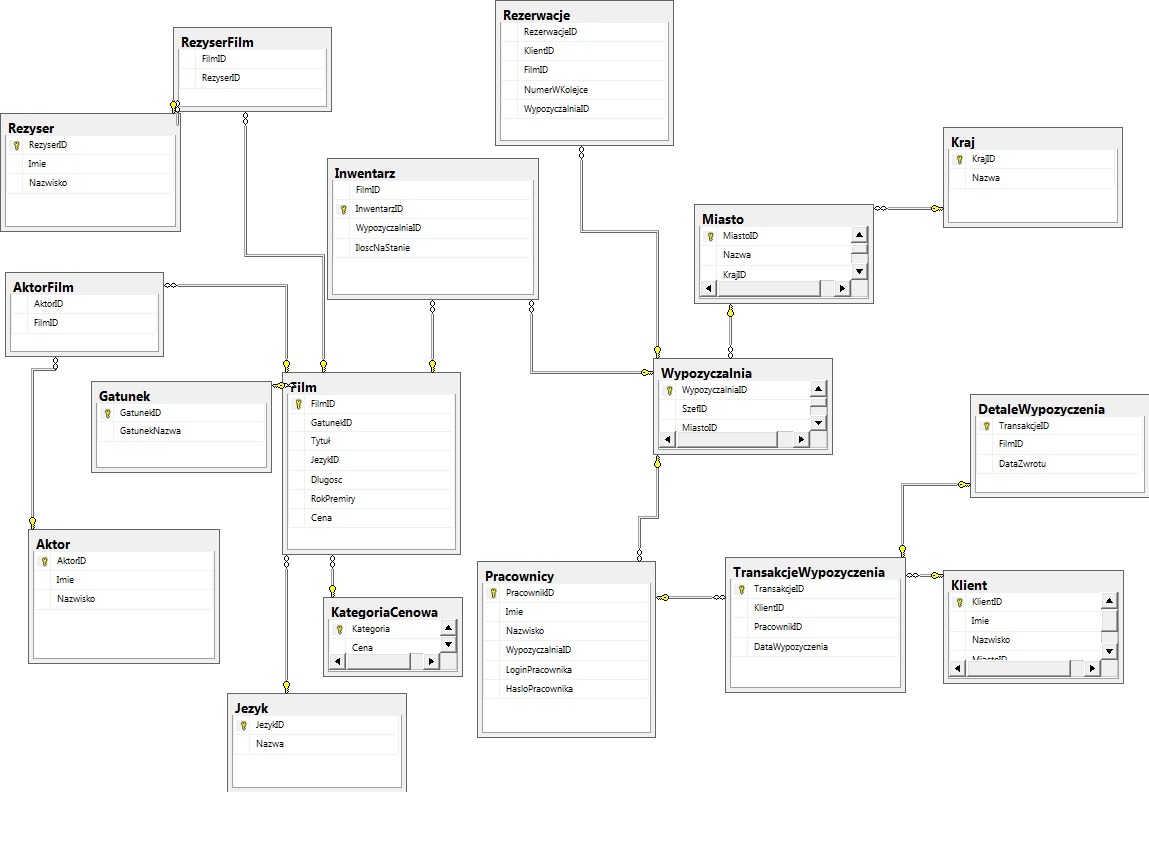 Rezerwacje
RezerwacjeID
KlientID
FilmID
NumerWKolejce
WypozyczalniaID
RezyserFilm
FilmID
RezyserID
Rezyser
RezyserID
Imie
Nazwisko
Kraj
KrajID
Nazwa
Inwentarz
FilmID
InwentarzID
WypozyczalniaID
IloscNaStanie
Miasto
MiastoID
Nazwa
KrajID
AktorFilm
AktorID
FilmID
Wypozyczalnia
WypozyczalniaID
SzefID
MiastoID
Gatunek
GatunekID
GatunekNazwa
Film
FilmID
GatunekID
Tytuł
JezykID
Dlugosc
RokPremiry
Cena
DetaleWypozyczenia
TransakcjeID
FilmID
DataZwrotu
Aktor
AktorID
Imie
Nazwisko
Pracownicy
PracownikID
Imie
Nazwisko
WypozyczalniaID
LoginPracownika
HasloPracownika
TransakcjeWypozyczenia
TransakcjeID
KlientID
PracownikID
DataWypozyczenia
Klient
KlientID
Imie
Nazwisko
MiastoID
KategoriaCenowa
Kategoria
Cena
Jezyk
JezykID
Nazwa